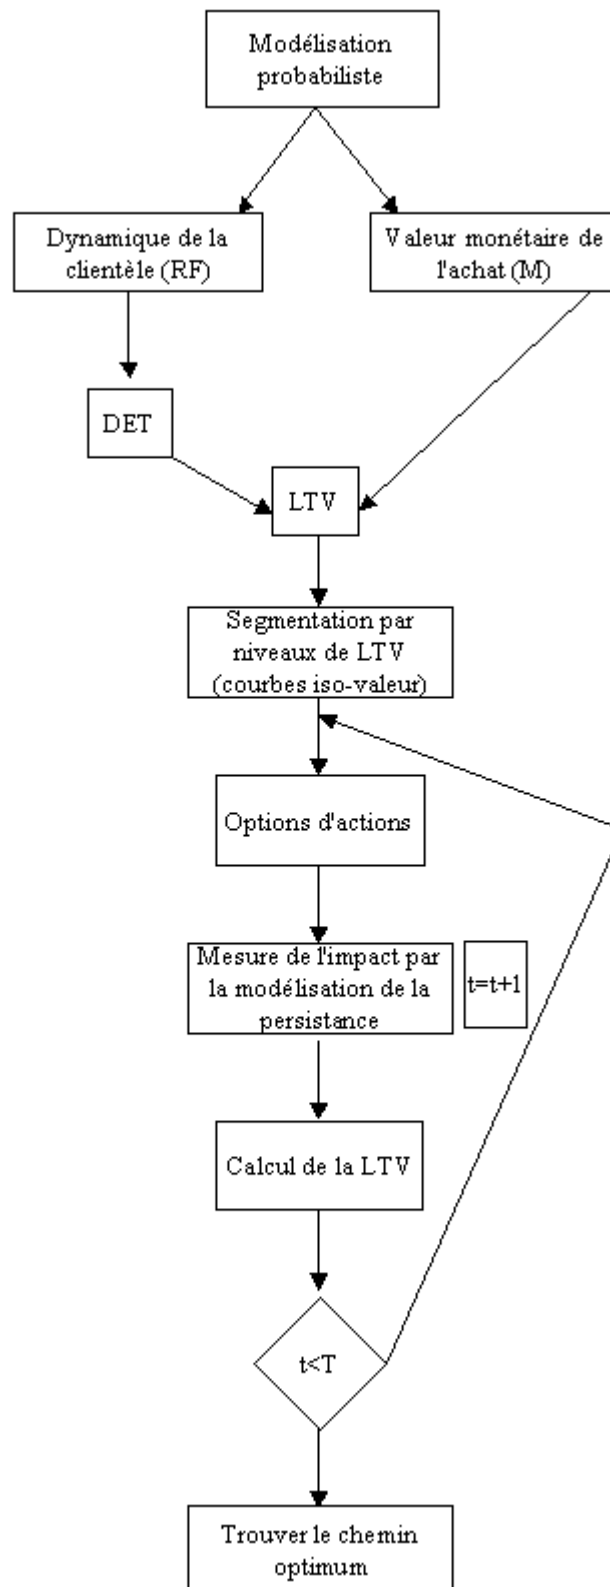 Modélisation
probabiliste
Dynamique de la
clientèle (RF)
Valeur monétaire de
l'achat (M)
DET
LTV
Segmentation par
niveaux de LTV
(courbes iso-valeur)
Options d'actions
Mesure de l'impact par
la modélisation de la
persistance
t=t+1
Calcul de la LTV
t<T
Trouver le chemin
optimum